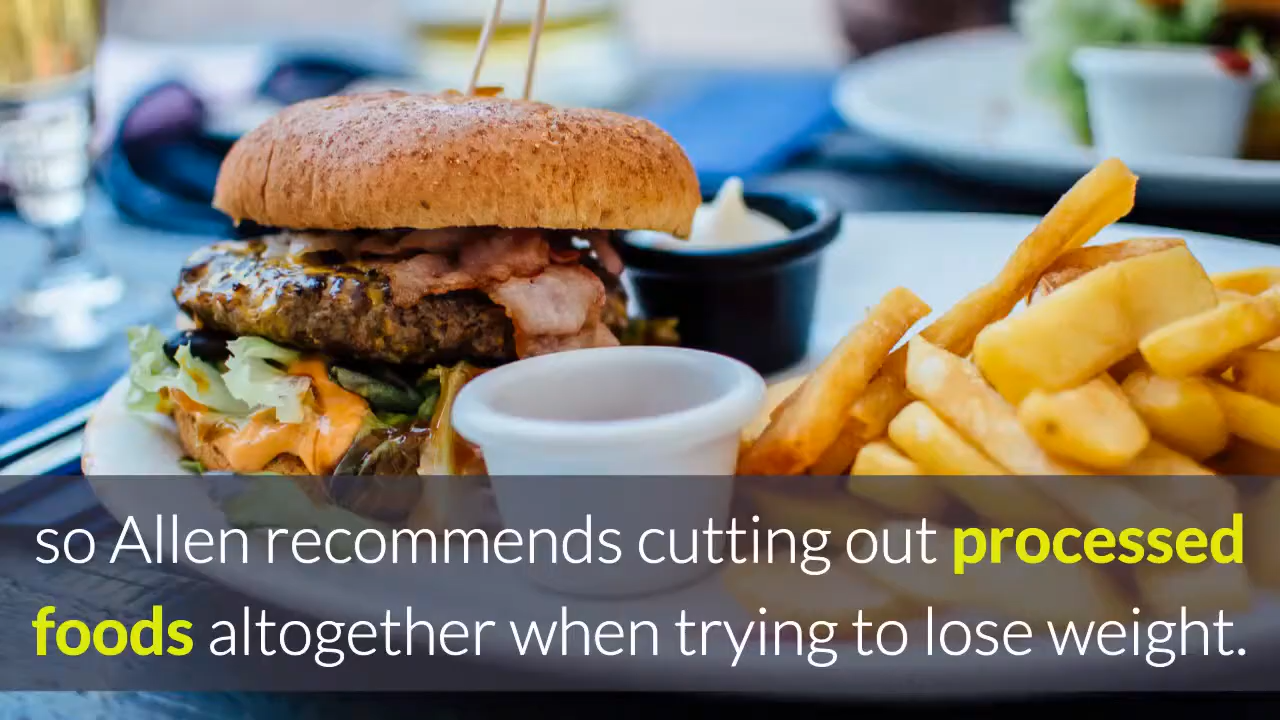 so Allen recommends cutting out processed
foods altogether when trying to lose weight.